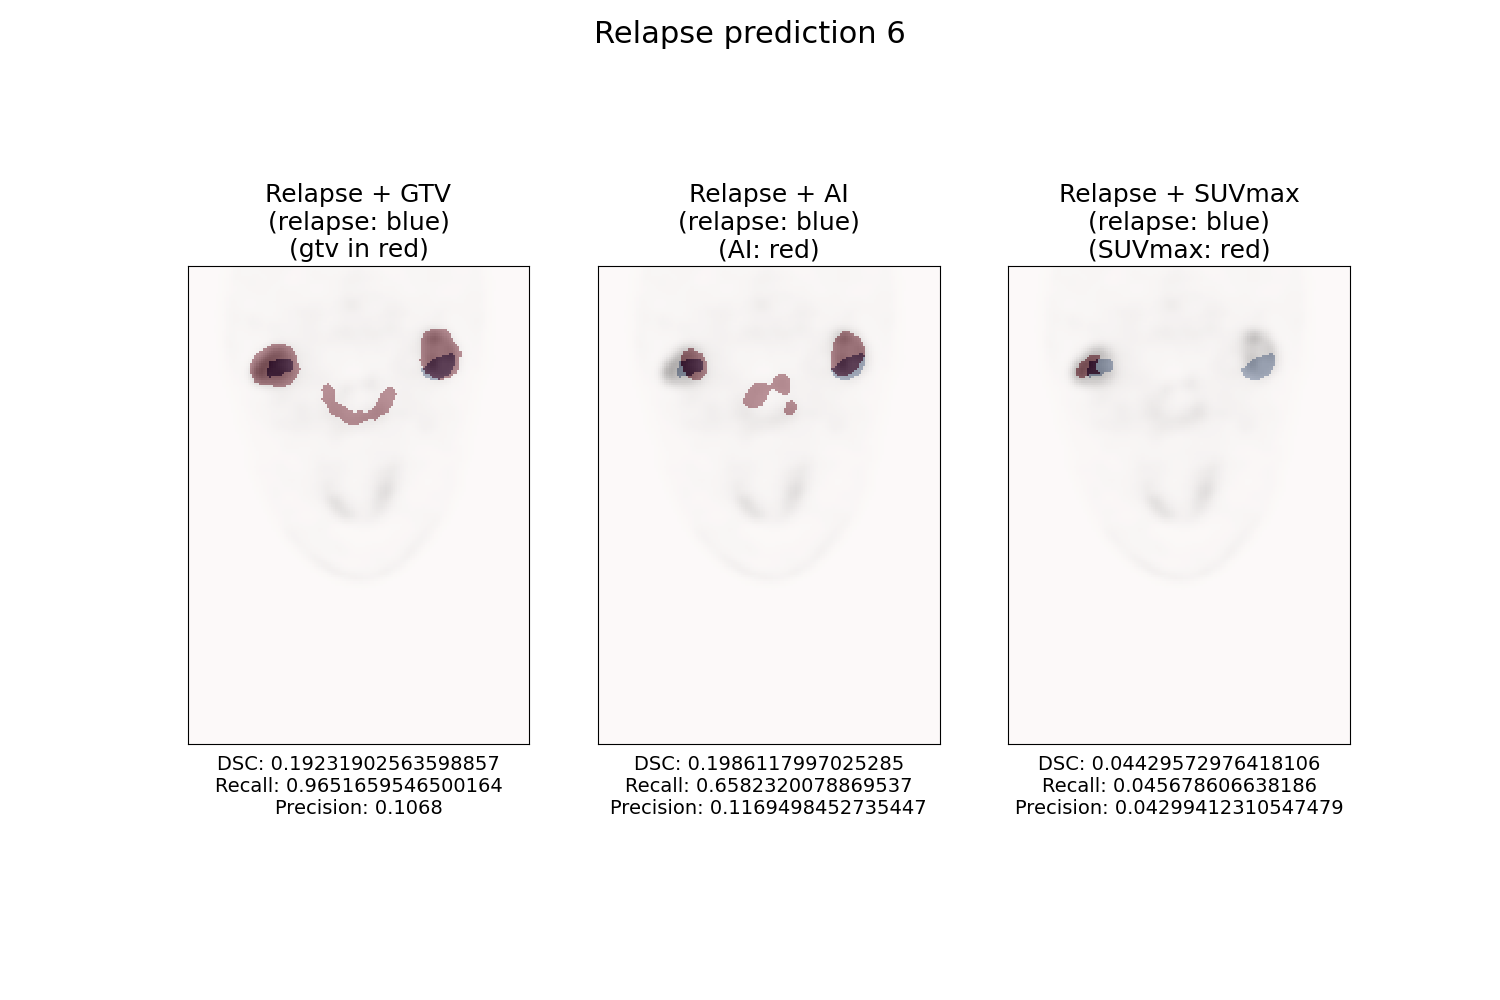 Relapse prediction 6
Relapse + GTV
(relapse: blue)
(gtv in red)
Relapse + AI
(relapse: blue)
(AI: red)
Relapse + SUVmax
(relapse: blue)
(SUVmax: red)
DSC: 0.19231902563598857
Recall: 0.9651659546500164
Precision: 0.1068
DSC: 0.1986117997025285
Recall: 0.6582320078869537
Precision: 0.1169498452735447
DSC: 0.04429572976418106
Recall: 0.045678606638186
Precision: 0.04299412310547479